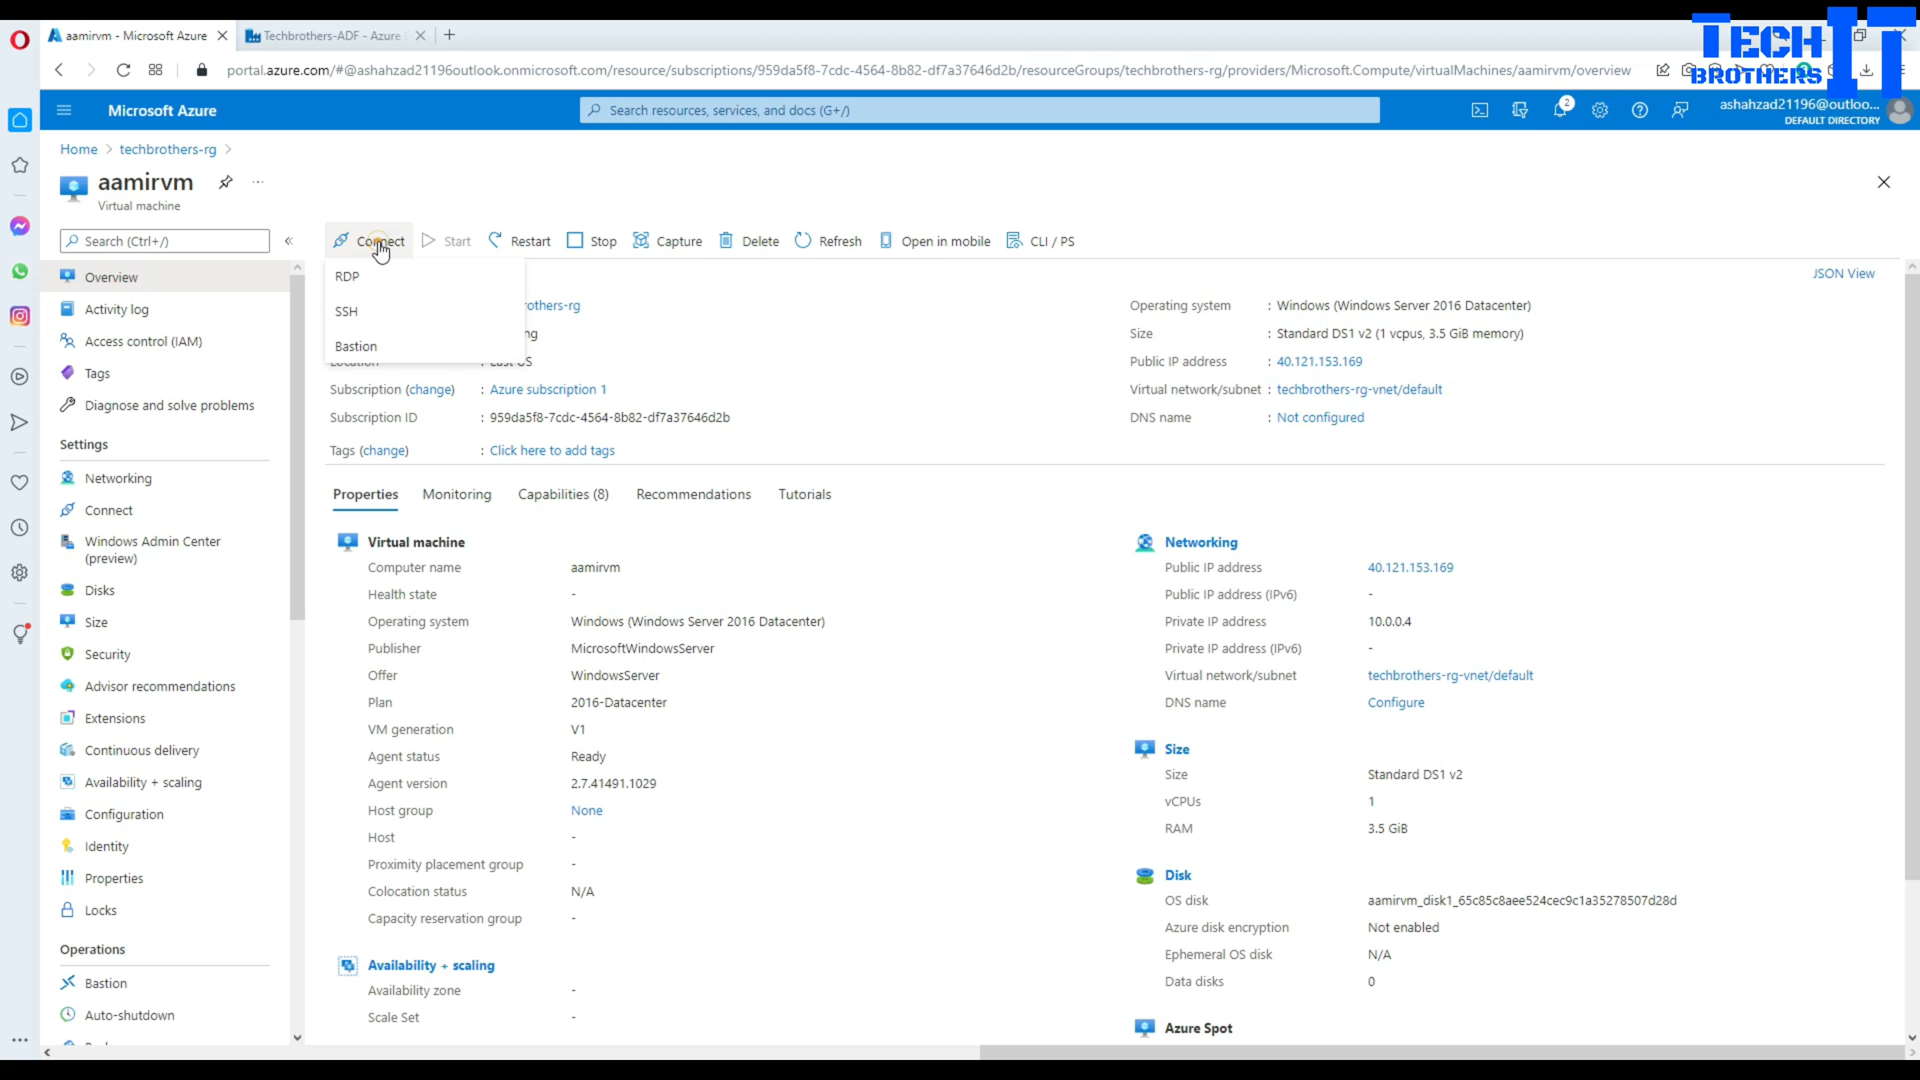 aamirvm - Microsoft Azure
Techbrothers-ADF - Azure
TECH IT
BROTHERS
portal.azure.com/#@ashahzad21196outlook.onmicrosoft.com/resource/subscriptions/959da5f8-7cdc-4564-8b82-df7a37646d2b/resourceGroups/techbrothers-rg/providers/Microsoft.Compute/virtualMachines/aamirvm/overview
Microsoft Azure
Search resources, services, and docs (G+/)
2
ashahzad21196@outloo...
DEFAULT DIRECTORY
Home > techbrothers-rg >
aamirvm
Virtual machine
Search (Ctrl+/)
Connect
Start
Restart
Stop
Capture
Delete
Refresh
Open in mobile
CLI / PS
RDP
SSH
Bastion
JSON View
Overview
Activity log
Access control (IAM)
Tags
Diagnose and solve problems
Settings
Networking
Connect
Windows Admin Center
(preview)
Disks
Size
Security
Advisor recommendations
Extensions
Continuous delivery
Availability + scaling
Configuration
Identity
Properties
Locks
Operations
Bastion
Auto-shutdown
others-rg
ng
Location : East US
Subscription (change) : Azure subscription 1
Subscription ID : 959da5f8-7cdc-4564-8b82-df7a37646d2b
Tags (change) : Click here to add tags
Operating system : Windows (Windows Server 2016 Datacenter)
Size : Standard DS1 v2 (1 vcpus, 3.5 GiB memory)
Public IP address : 40.121.153.169
Virtual network/subnet : techbrothers-rg-vnet/default
DNS name : Not configured
Properties
Monitoring
Capabilities (8)
Recommendations
Tutorials
Virtual machine
Computer name aamirvm
Health state -
Operating system Windows (Windows Server 2016 Datacenter)
Publisher MicrosoftWindowsServer
Offer WindowsServer
Plan 2016-Datacenter
VM generation V1
Agent status Ready
Agent version 2.7.41491.1029
Host group None
Host -
Proximity placement group -
Colocation status N/A
Capacity reservation group -
Availability + scaling
Availability zone -
Scale Set -
Networking
Public IP address 40.121.153.169
Public IP address (IPv6) -
Private IP address 10.0.0.4
Private IP address (IPv6) -
Virtual network/subnet techbrothers-rg-vnet/default
DNS name Configure
Size
Size Standard DS1 v2
vCPUs 1
RAM 3.5 GiB
Disk
OS disk aamirvm_disk1_65c85c8aee524cec9c1a35278507d28d
Azure disk encryption Not enabled
Ephemeral OS disk N/A
Data disks 0
Azure Spot